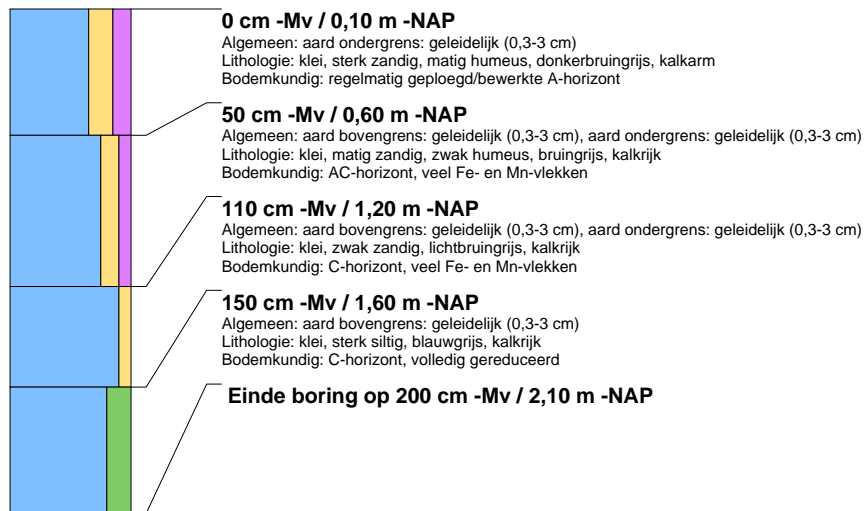 0 cm -Mv / 0,10 m -NAP
Algemeen: aard ondergrens: geleidelijk (0,3-3 cm)
Lithologie: klei, sterk zandig, matig humeus, donkerbruingrijs, kalkarm
Bodemkundig: regelmatig geploegd/bewerkte A-horizont
50 cm -Mv / 0,60 m -NAP
Algemeen: aard bovengrens: geleidelijk (0,3-3 cm), aard ondergrens: geleidelijk (0,3-3 cm)
Lithologie: klei, matig zandig, zwak humeus, bruingrijs, kalkrijk
Bodemkundig: AC-horizont, veel Fe- en Mn-vlekken
110 cm -Mv / 1,20 m -NAP
Algemeen: aard bovengrens: geleidelijk (0,3-3 cm), aard ondergrens: geleidelijk (0,3-3 cm)
Lithologie: klei, zwak zandig, lichtbruingrijs, kalkrijk
Bodemkundig: C-horizont, veel Fe- en Mn-vlekken
150 cm -Mv / 1,60 m -NAP
Algemeen: aard bovengrens: geleidelijk (0,3-3 cm)
Lithologie: klei, sterk siltig, blauwgrijs, kalkrijk
Bodemkundig: C-horizont, volledig gereduceerd
Einde boring op 200 cm -Mv / 2,10 m -NAP